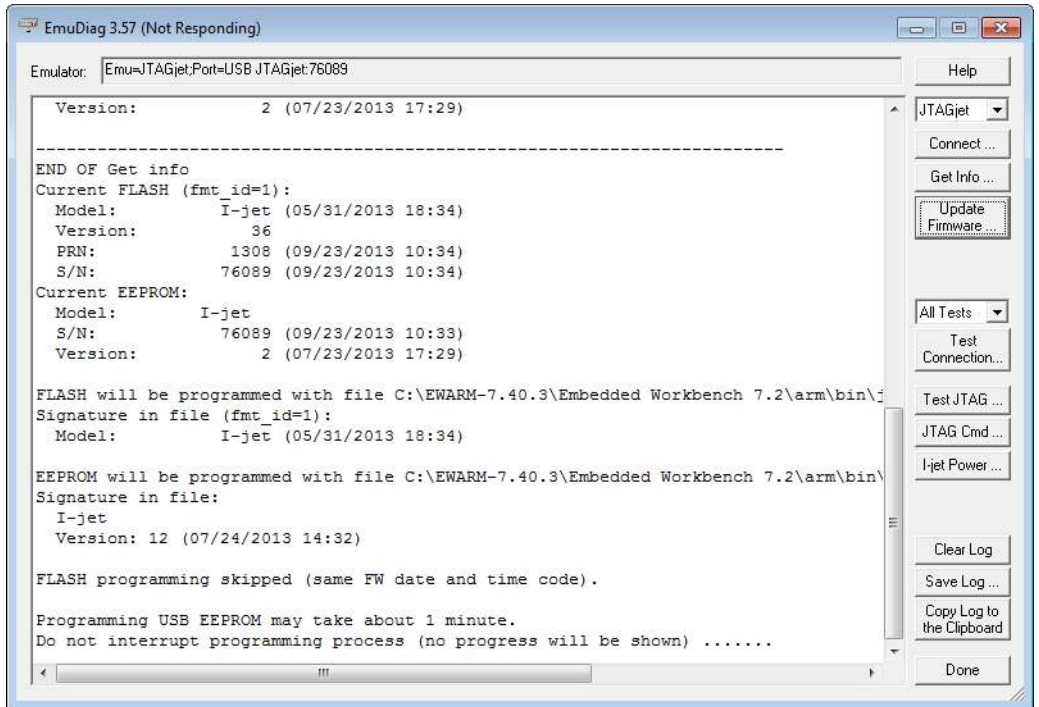 EmuDiag 3.57 (Not Responding)
Emulator: Emu=JTAGjet;Port=USB JTAGjet:76089
Version: 2 (07/23/2013 17:29)
--------------------------------------------------------------------------
END OF Get info
Current FLASH (fmt_id=1):
Model: I-jet (05/31/2013 18:34)
Version: 36
PRN: 1308 (09/23/2013 10:34)
S/N: 76089 (09/23/2013 10:34)
Current EEPROM:
Model: I-jet
S/N: 76089 (09/23/2013 10:33)
Version: 2 (07/23/2013 17:29)
FLASH will be programmed with file C:\EWARM-7.40.3\Embedded Workbench 7.2\arm\bin\j
Signature in file (fmt_id=1):
Model: I-jet (05/31/2013 18:34)
EEPROM will be programmed with file C:\EWARM-7.40.3\Embedded Workbench 7.2\arm\bin\
Signature in file:
I-jet
Version: 12 (07/24/2013 14:32)
FLASH programming skipped (same FW date and time code).
Programming USB EEPROM may take about 1 minute.
Do not interrupt programming process (no progress will be shown) .......
Help
JTAGjet
Connect ...
Get Info ...
Update
Firmware ...
All Tests
Test
Connection...
Test JTAG ...
JTAG Cmd ...
I-jet Power ...
Clear Log
Save Log ...
Copy Log to
the Clipboard
Done